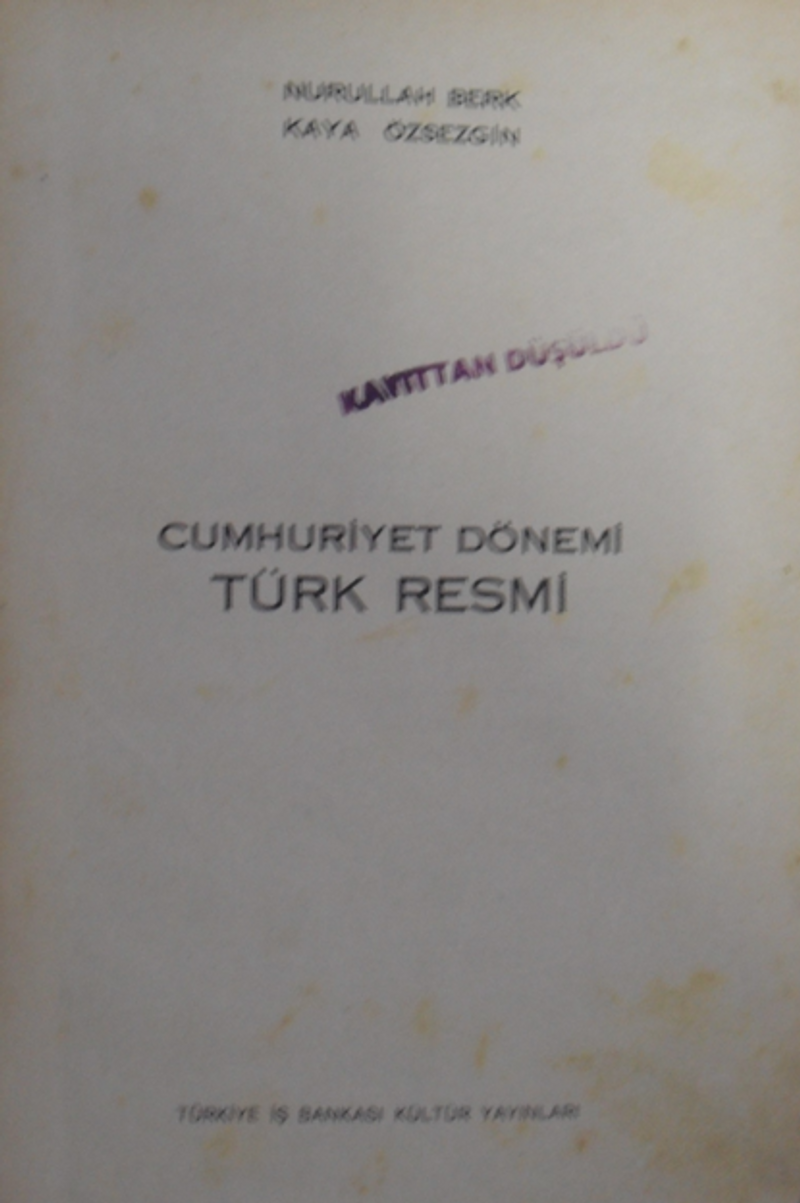 NURULLAH BERK
KAYA ÖZSEZGİN
KAYITTAN DÜŞÜLDÜ
CUMHURİYET DÖNEMİ
TÜRK RESMİ
TÜRKİYE İŞ BANKASI KÜLTÜR YAYINLARI